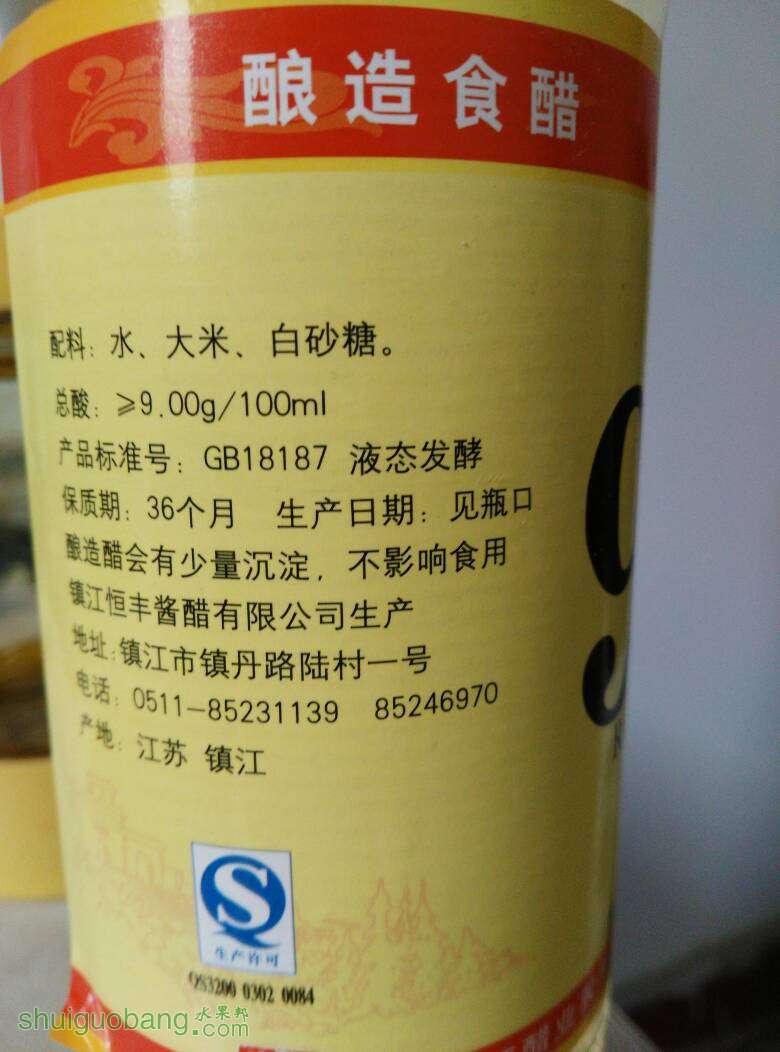 酿造食醋
配料: 水、大米、白砂糖。
总酸: ≥9.00g/100ml
产品标准号: GB18187 液态发酵
保质期: 36个月 生产日期: 见瓶口
酿造醋会有少量沉淀, 不影响食用
镇江恒丰酱醋有限公司生产
地址: 镇江市镇丹路陆村一号
电话: 0511-85231139 85246970
产地: 江苏 镇江
生产许可
QS3200 0302 0084
shuiguobang.com 水果邦